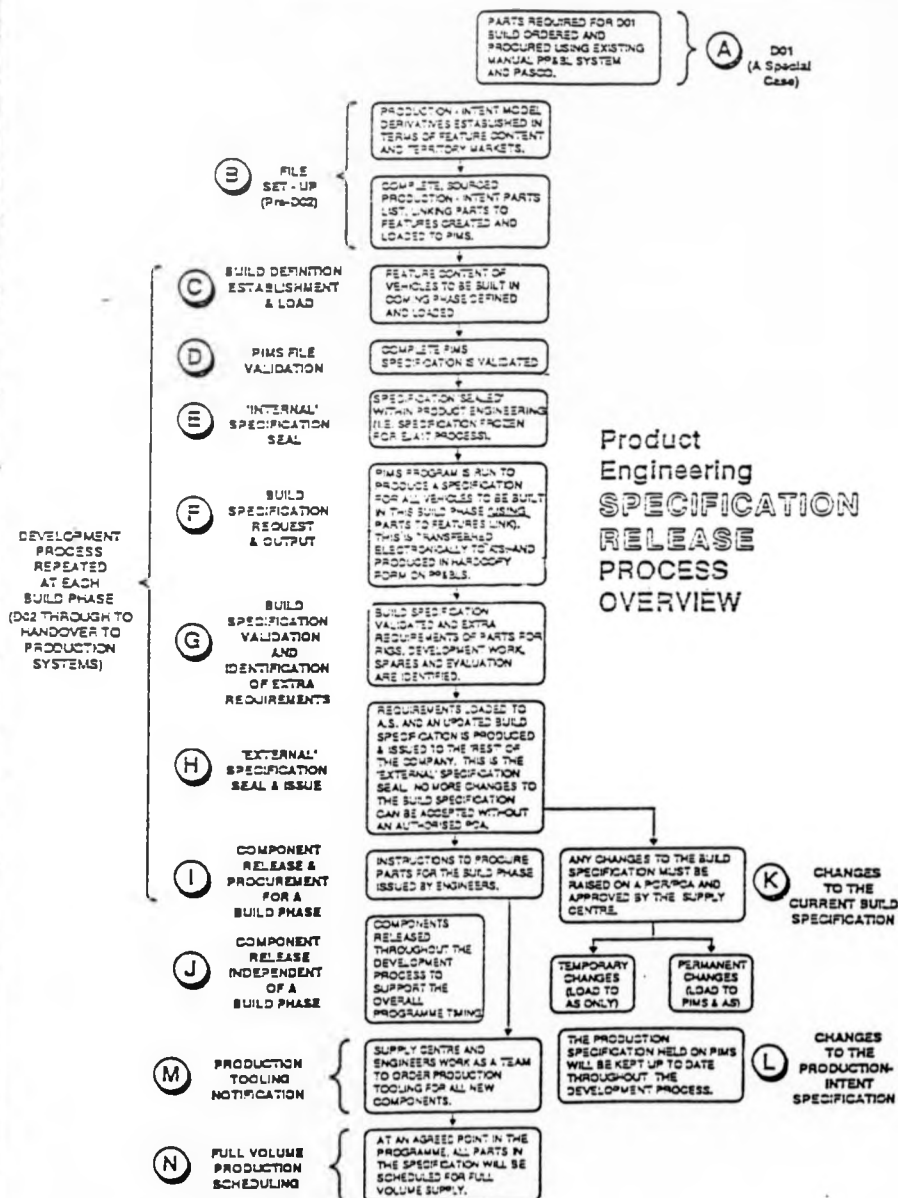 PARTS REQUIRED FOR D01
BUILD ORDERED AND
PROCURED USING EXISTING
MANUAL PP&BL SYSTEM
AND PASCO.
A
D01
(A Special
Case)
B
FILE
SET - UP
(Pre-D02)
PRODUCTION - INTENT MODEL
DERIVATIVES ESTABLISHED IN
TERMS OF FEATURE CONTENT
AND TERRITORY MARKETS.
COMPLETE, SOURCED
PRODUCTION - INTENT PARTS
LIST, LINKING PARTS TO
FEATURES CREATED AND
LOADED TO PIMS.
DEVELOPMENT
PROCESS
REPEATED
AT EACH
BUILD PHASE
(D02 THROUGH TO
HANDOVER TO
PRODUCTION
SYSTEMS)
C
BUILD DEFINITION
ESTABLISHMENT
& LOAD
FEATURE CONTENT OF
VEHICLES TO BE BUILT IN
COMING PHASE DEFINED
AND LOADED
D
PIMS FILE
VALIDATION
COMPLETE PIMS
SPECIFICATION IS VALIDATED
E
'INTERNAL'
SPECIFICATION
SEAL
SPECIFICATION 'SEALED'
WITHIN PRODUCT ENGINEERING
(I.E. SPECIFICATION FROZEN
FOR PROCESS).
F
BUILD
SPECIFICATION
REQUEST
& OUTPUT
PIMS PROGRAM IS RUN TO
PRODUCE A SPECIFICATION
FOR ALL VEHICLES TO BE BUILT
IN THIS BUILD PHASE (USING
PARTS TO FEATURES LINK).
THIS IS TRANSFERRED
ELECTRONICALLY TO AND
PRODUCED IN HARDCOPY
FORM ON PP&BLS
G
BUILD
SPECIFICATION
VALIDATION
AND
IDENTIFICATION
OF EXTRA
REQUIREMENTS
BUILD SPECIFICATION
VALIDATED AND EXTRA
REQUIREMENTS OF PARTS FOR
RIGS, DEVELOPMENT WORK,
SPARES AND EVALUATION
ARE IDENTIFIED.
H
'EXTERNAL'
SPECIFICATION
SEAL & ISSUE
REQUIREMENTS LOADED TO
A.S. AND AN UPDATED BUILD
SPECIFICATION IS PRODUCED
& ISSUED TO THE 'REST' OF
THE COMPANY. THIS IS THE
'EXTERNAL' SPECIFICATION
SEAL. NO MORE CHANGES TO
THE BUILD SPECIFICATION
CAN BE ACCEPTED WITHOUT
AN AUTHORISED PCA.
Product
Engineering
SPECIFICATION
RELEASE
PROCESS
OVERVIEW
I
COMPONENT
RELEASE &
PROCUREMENT
FOR A
BUILD PHASE
INSTRUCTIONS TO PROCURE
PARTS FOR THE BUILD PHASE
ISSUED BY ENGINEERS.
ANY CHANGES TO THE BUILD
SPECIFICATION MUST BE
RAISED ON A PCR/PCA AND
APPROVED BY THE SUPPLY
CENTRE.
K
CHANGES
TO THE
CURRENT BUILD
SPECIFICATION
J
COMPONENT
RELEASE
INDEPENDENT
OF A
BUILD PHASE
COMPONENTS
RELEASED
THROUGHOUT THE
DEVELOPMENT
PROCESS TO
SUPPORT THE
OVERALL
PROGRAMME TIMING
TEMPORARY
CHANGES
(LOAD TO
AS ONLY)
PERMANENT
CHANGES
(LOAD TO
PIMS & AS)
THE PRODUCTION
SPECIFICATION HELD ON PIMS
WILL BE KEPT UP TO DATE
THROUGHOUT THE
DEVELOPMENT PROCESS.
L
CHANGES
TO THE
PRODUCTION-
INTENT
SPECIFICATION
M
PRODUCTION
TOOLING
NOTIFICATION
SUPPLY CENTRE AND
ENGINEERS WORK AS A TEAM
TO ORDER PRODUCTION
TOOLING FOR ALL NEW
COMPONENTS.
N
FULL VOLUME
PRODUCTION
SCHEDULING
AT AN AGREED POINT IN THE
PROGRAMME, ALL PARTS IN
THE SPECIFICATION WILL BE
SCHEDULED FOR FULL
VOLUME SUPPLY.